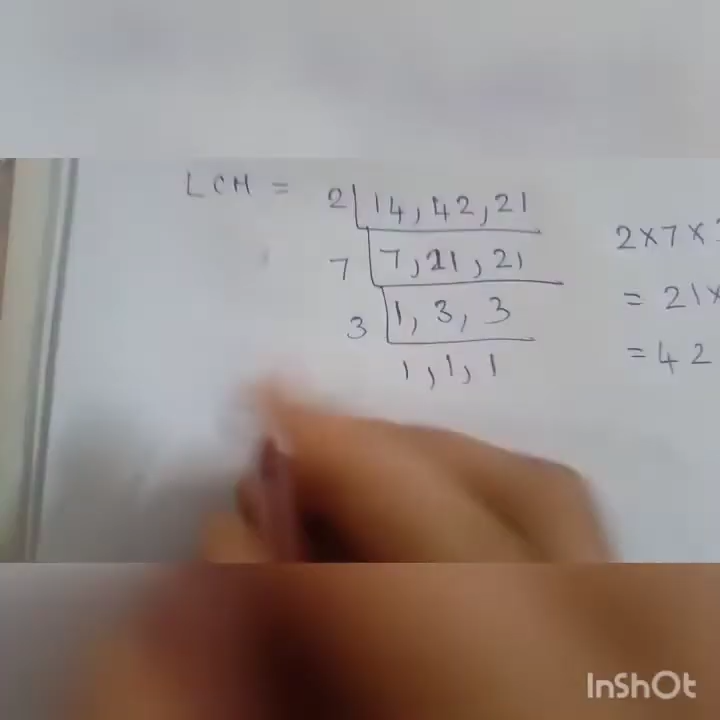 LCM = 2 14, 42, 21
7 7, 21, 21
3 1, 3, 3
1, 1, 1
2×7×
= 21×
= 42
InShOt